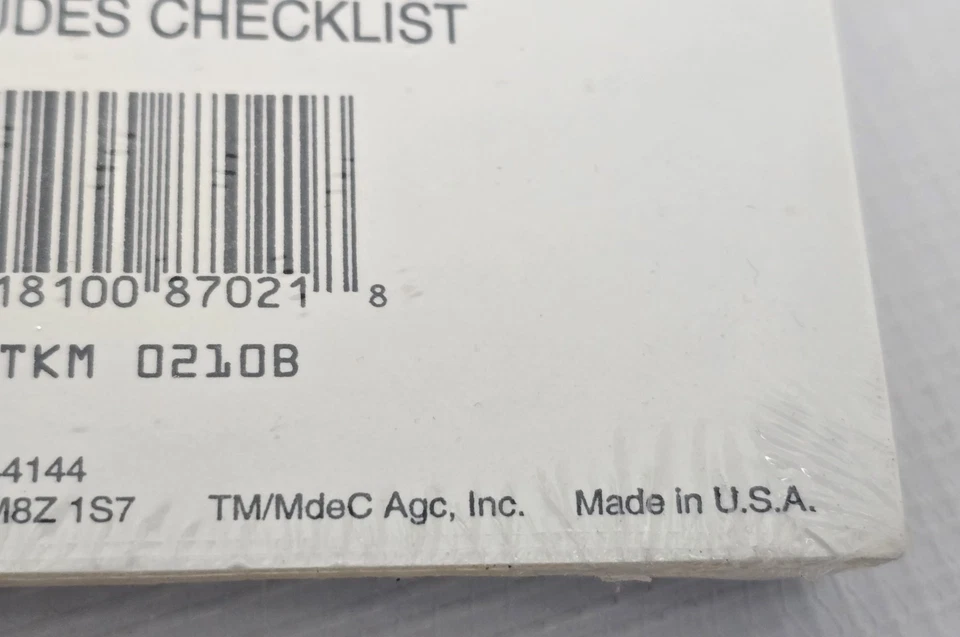 UDES CHECKLIST
18100 87021 8
TKM 0210B
4144
M8Z 1S7 TM/MdeC Agc, Inc. Made in U.S.A.